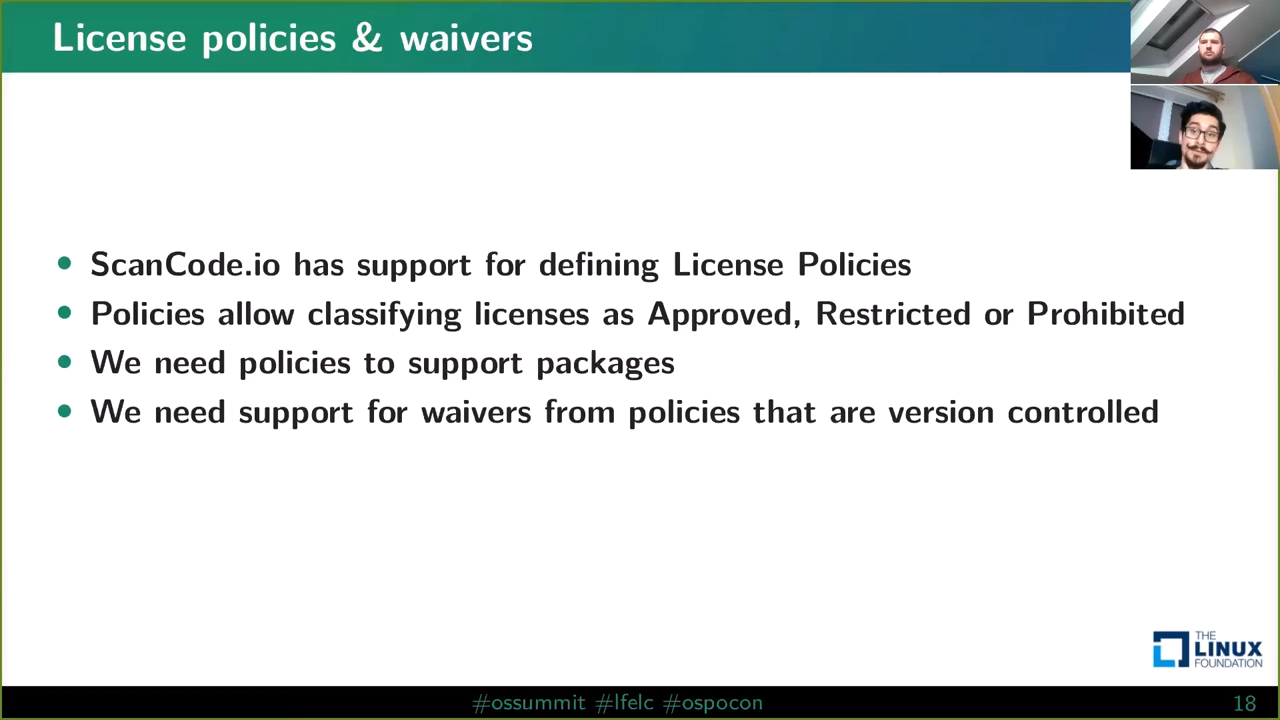 License policies & waivers
• ScanCode.io has support for defining License Policies
• Policies allow classifying licenses as Approved, Restricted or Prohibited
• We need policies to support packages
• We need support for waivers from policies that are version controlled
THE
LINUX
FOUNDATION
#ossummit #lfelc #ospocon
18